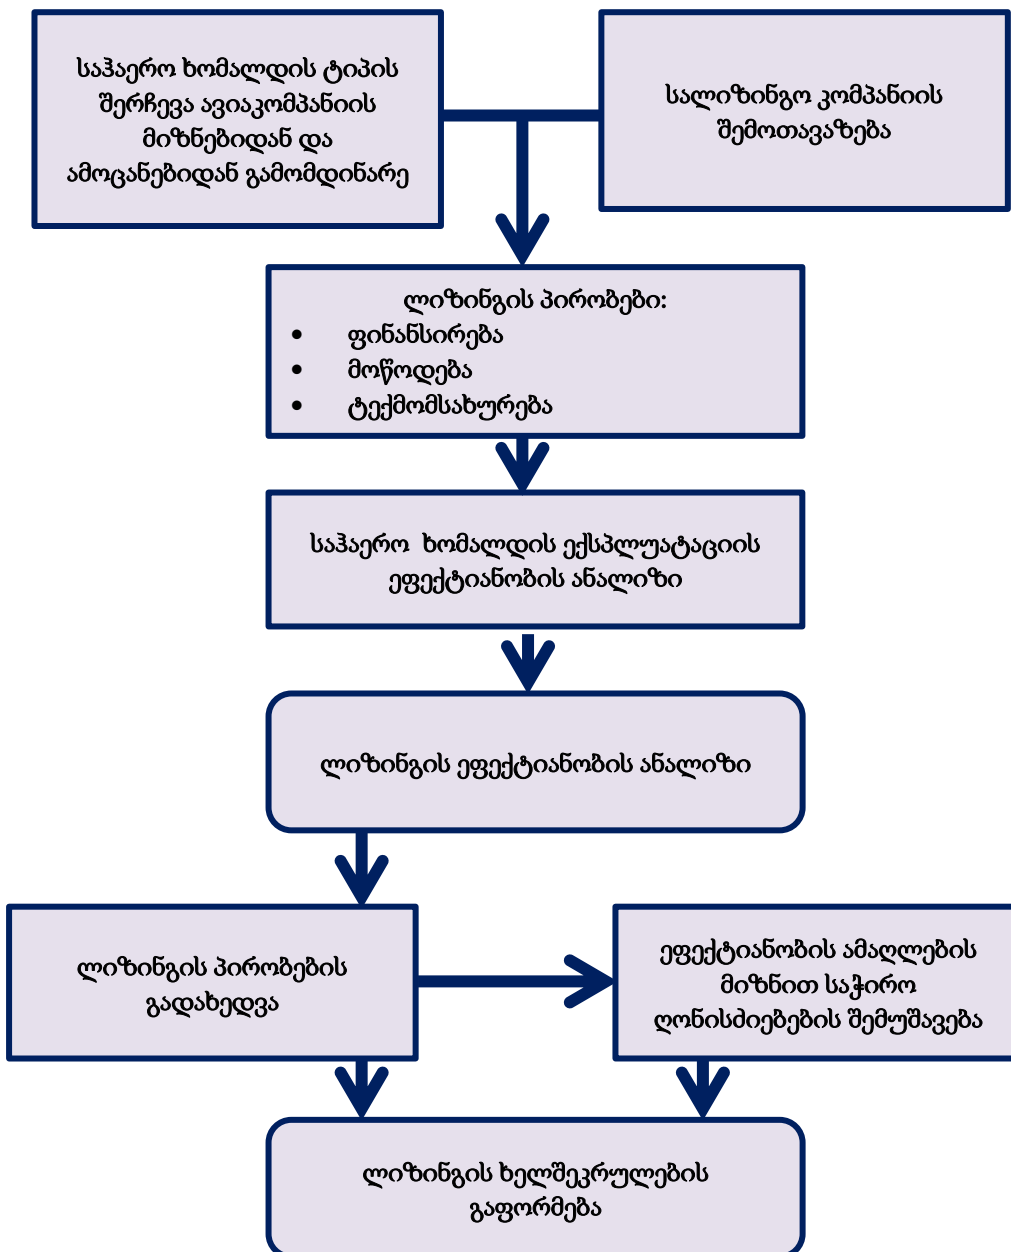 საჰაერო ხომალდის ტიპის
შერჩევა ავიაკომპანიის
მიზნებიდან და
ამოცანებიდან გამომდინარე
სალიზინგო კომპანიის
შემოთავაზება
ლიზინგის პირობები:
• ფინანსირება
• მოწოდება
• ტექმომსახურება
საჰაერო ხომალდის ექსპლუატაციის
ეფექტიანობის ანალიზი
ლიზინგის ეფექტიანობის ანალიზი
ლიზინგის პირობების
გადახედვა
ეფექტიანობის ამაღლების
მიზნით საჭირო
ღონისძიებების შემუშავება
ლიზინგის ხელშეკრულების
გაფორმება